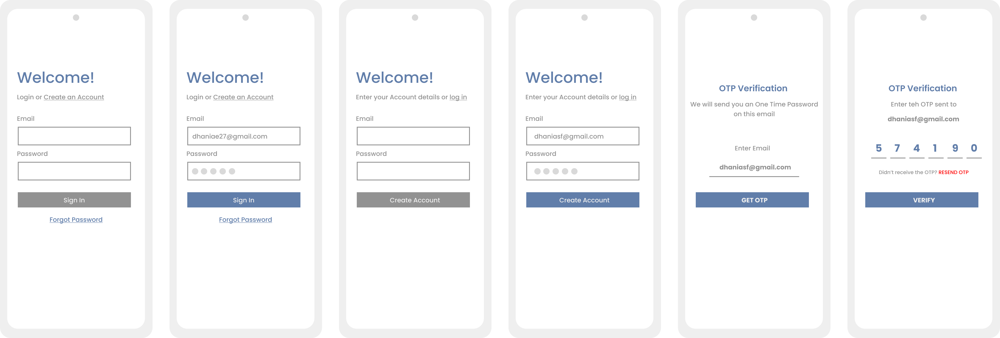 Welcome!
Login or Create an Account
Email
Password
Sign In
Forgot Password
Welcome!
Login or Create an Account
Email
dhaniae27@gmail.com
Password
Sign In
Forgot Password
Welcome!
Enter your Account details or log in
Email
Password
Create Account
Welcome!
Enter your Account details or log in
Email
dhaniasf@gmail.com
Password
Create Account
OTP Verification
We will send you an One Time Password
on this email
Enter Email
dhaniasf@gmail.com
GET OTP
OTP Verification
Enter teh OTP sent to
dhaniasf@gmail.com
5 7 4 1 9 0
Didn't receive the OTP? RESEND OTP
VERIFY